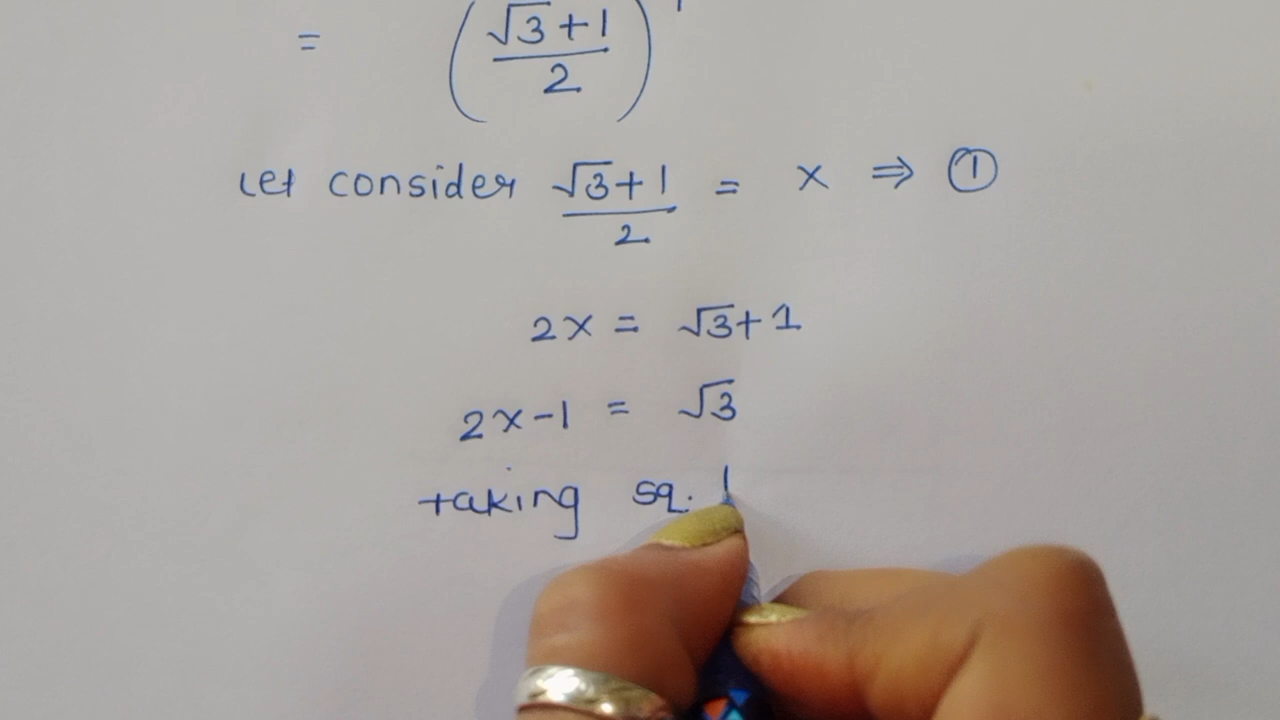 = (√3+1/2)
Let consider √3+1/2 = x ⇒ ①
2x = √3+1
2x-1 = √3
taking sq.